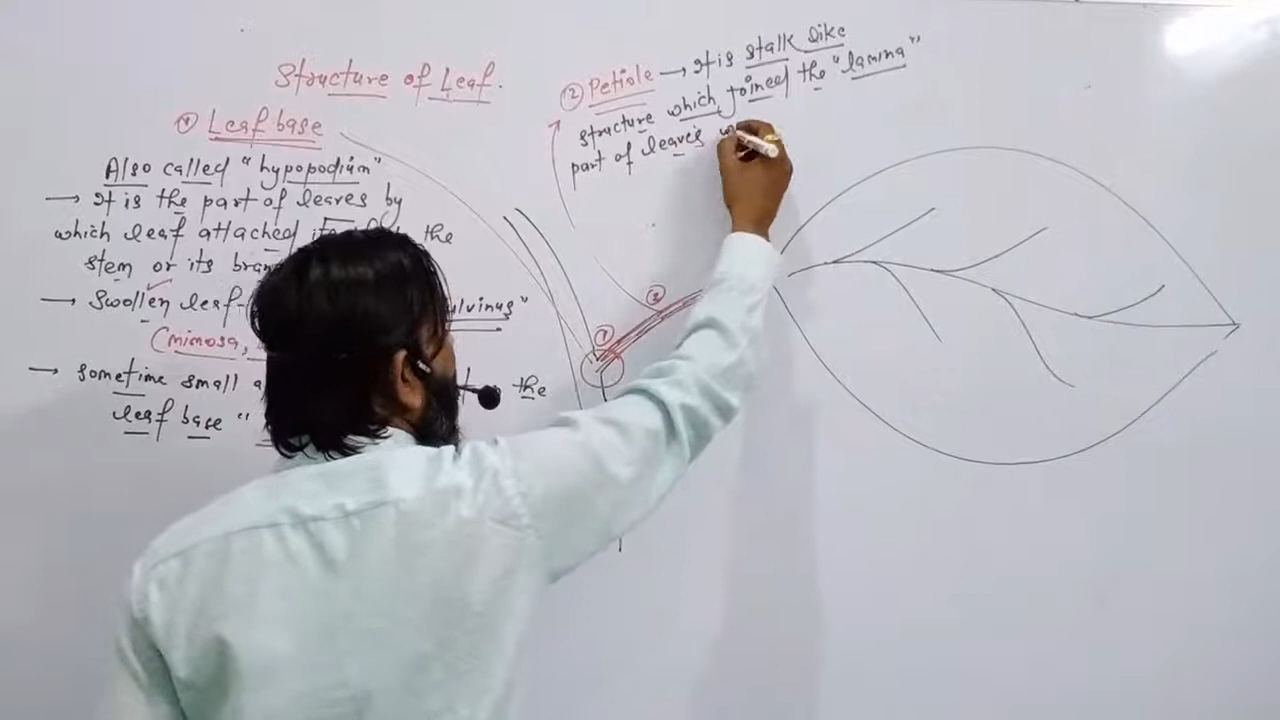 Structure of Leaf.
① Leaf base
Also called "hypopodium"
→ It is the part of leaves by
which leaf attached the
stem or its
→ Swollen leaf-
(mimosa,
→ sometime small the
leaf base "
② Petiole → It is stalk like
structure which joined the "lamina"
part of leaves
①
②